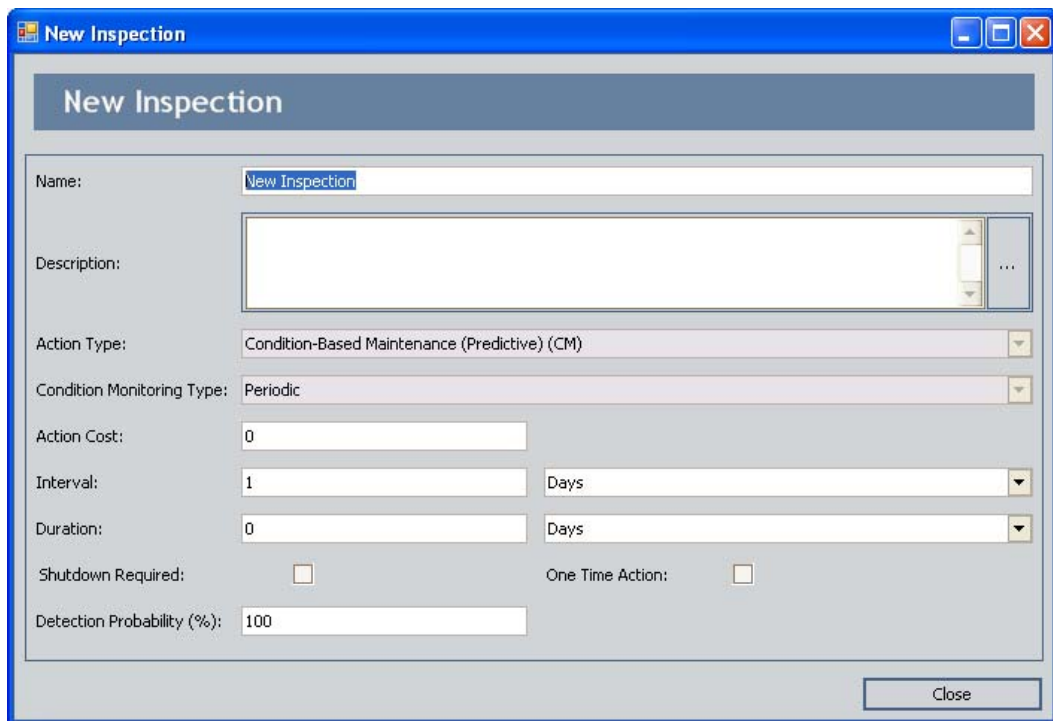 New Inspection
New Inspection
Name: New Inspection
Description: ...
Action Type: Condition-Based Maintenance (Predictive) (CM)
Condition Monitoring Type: Periodic
Action Cost: 0
Interval: 1 Days
Duration: 0 Days
Shutdown Required: One Time Action:
Detection Probability (%): 100
Close